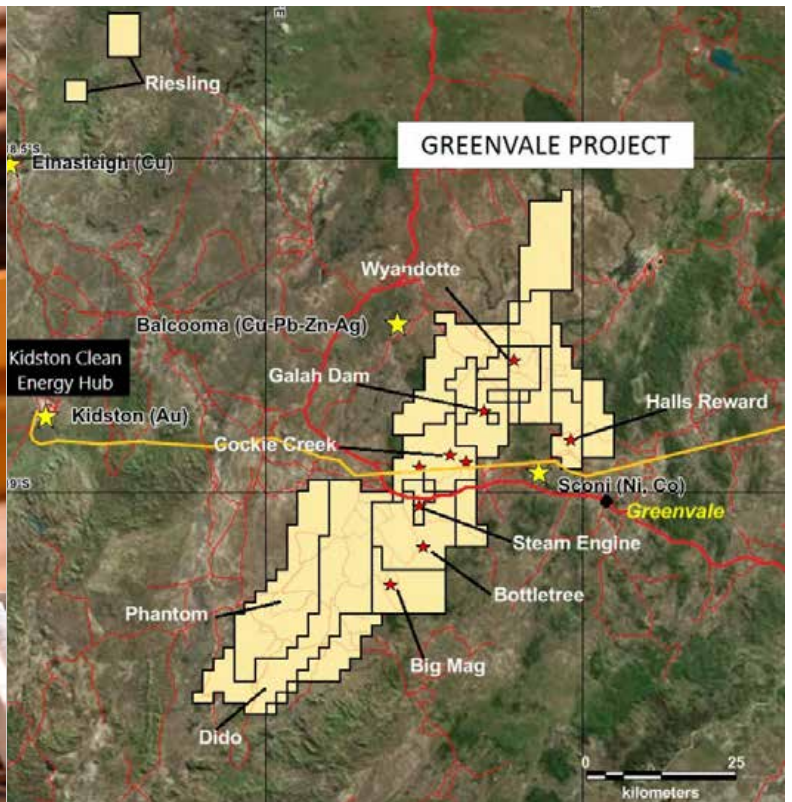 Riesling
18.5°S
Einasleigh (Cu)
GREENVALE PROJECT
Wyandotte
Balcooma (Cu-Pb-Zn-Ag)
Kidston Clean
Energy Hub
Galah Dam
Kidston (Au)
Halls Reward
Cockie Creek
19°S
Sconi (Ni, Co)
Greenvale
Steam Engine
Bottletree
Phantom
Big Mag
Dido
0
25
kilometers